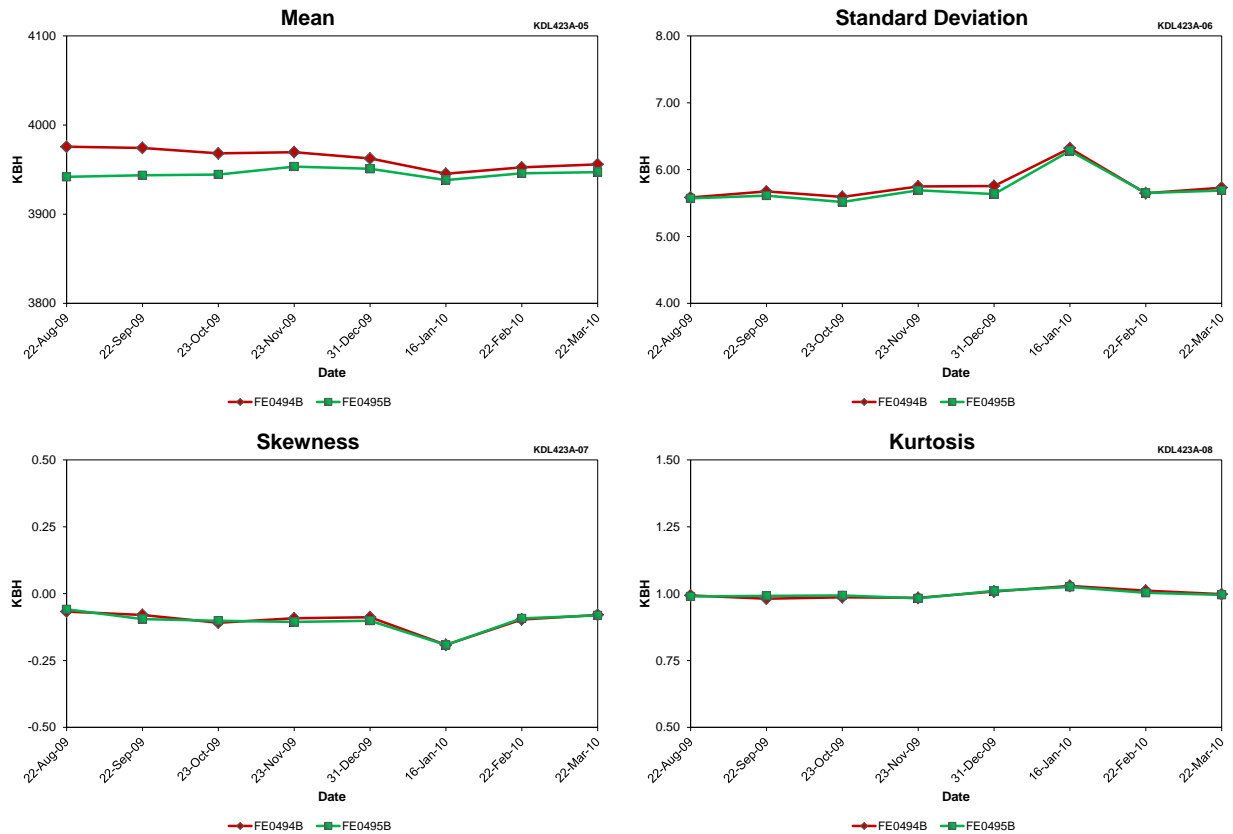 Mean
KDL423A-05
4100
4000
3900
3800
KBH
22-Aug-09
22-Sep-09
23-Oct-09
23-Nov-09
31-Dec-09
16-Jan-10
22-Feb-10
22-Mar-10
Date
FE0494B FE0495B
Standard Deviation
KDL423A-06
8.00
7.00
6.00
5.00
4.00
KBH
22-Aug-09
22-Sep-09
23-Oct-09
23-Nov-09
31-Dec-09
16-Jan-10
22-Feb-10
22-Mar-10
Date
FE0494B FE0495B
Skewness
KDL423A-07
0.50
0.25
0.00
-0.25
-0.50
KBH
22-Aug-09
22-Sep-09
23-Oct-09
23-Nov-09
31-Dec-09
16-Jan-10
22-Feb-10
22-Mar-10
Date
FE0494B FE0495B
Kurtosis
KDL423A-08
1.50
1.25
1.00
0.75
0.50
KBH
22-Aug-09
22-Sep-09
23-Oct-09
23-Nov-09
31-Dec-09
16-Jan-10
22-Feb-10
22-Mar-10
Date
FE0494B FE0495B